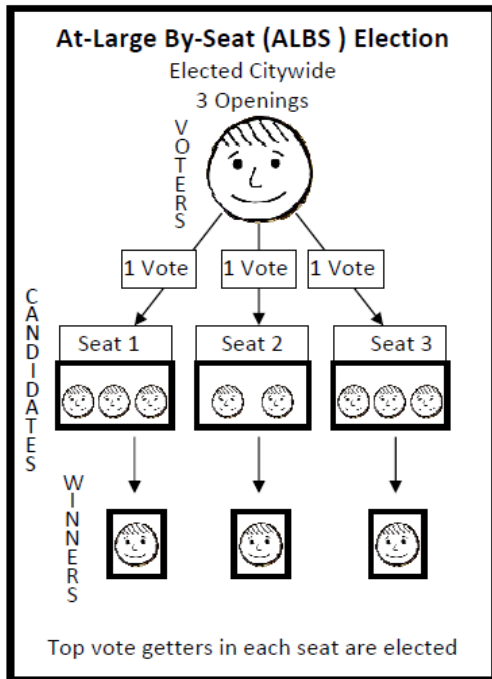 At-Large By-Seat (ALBS ) Election
Elected Citywide
3 Openings
VOTERS
1 Vote
1 Vote
1 Vote
CANDIDATES
Seat 1
Seat 2
Seat 3
WINNERS
Top vote getters in each seat are elected